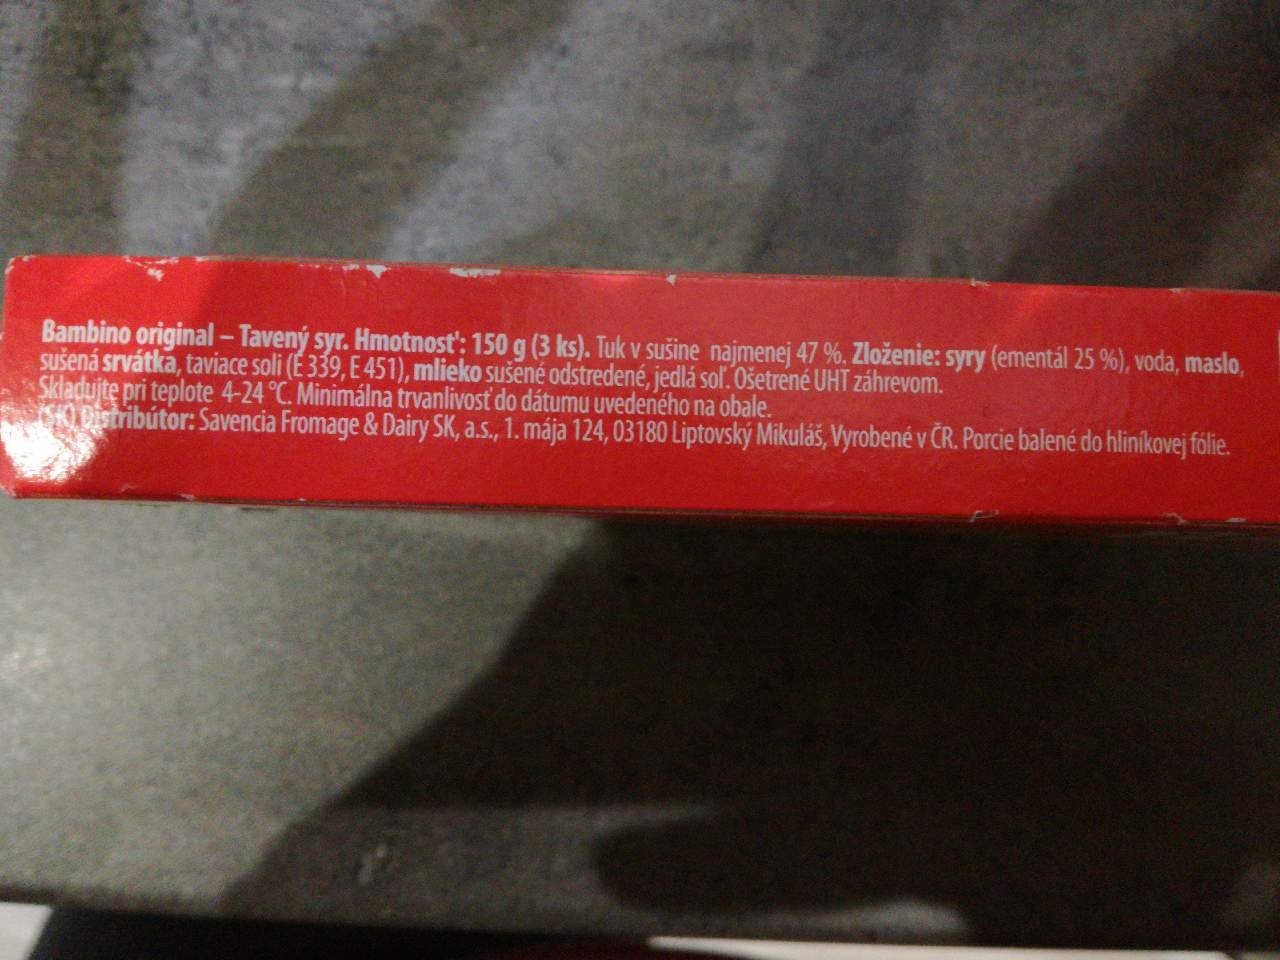 Bambino original – Tavený syr. Hmotnosť: 150 g (3 ks). Tuk v sušine najmenej 47 %. Zloženie: syry (ementál 25 %), voda, maslo,
sušená srvátka, taviace soli (E 339, E 451), mlieko sušené odstredené, jedlá soľ. Ošetrené UHT záhrevom.
Skladujte pri teplote 4-24 °C. Minimálna trvanlivosť do dátumu uvedeného na obale.
(SK) Distribútor: Savencia Fromage & Dairy SK, a.s., 1. mája 124, 03180 Liptovský Mikuláš, Vyrobené v ČR. Porcie balené do hliníkovej fólie.